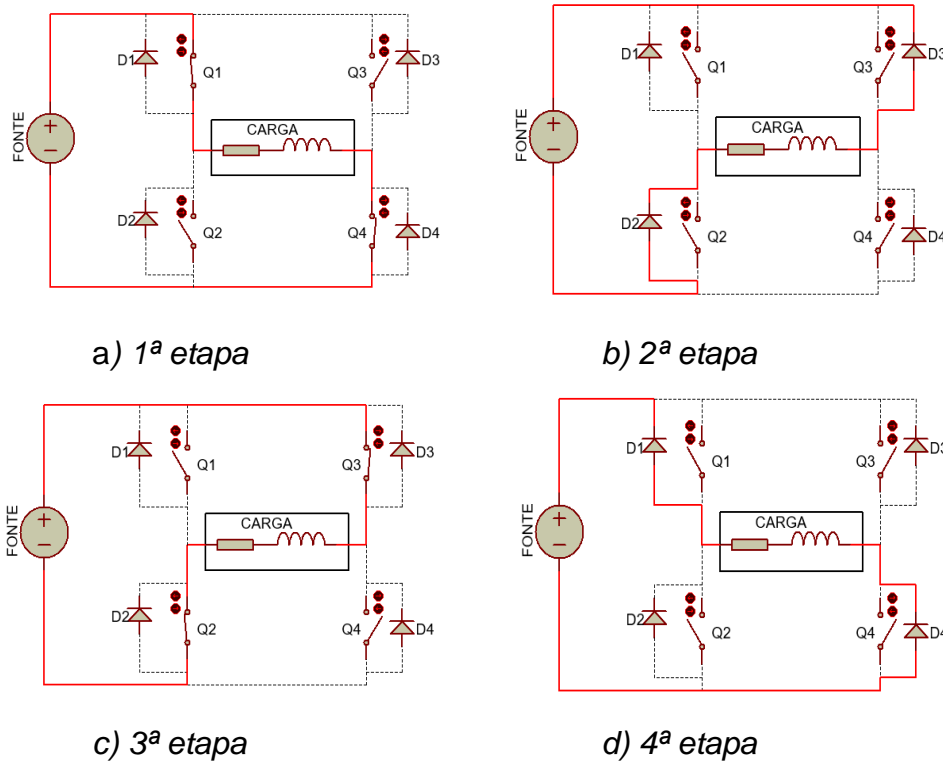 D1
Q1
Q3
D3
FONTE
CARGA
D2
Q2
Q4
D4
a) 1ª etapa
D1
Q1
Q3
D3
FONTE
CARGA
D2
Q2
Q4
D4
b) 2ª etapa
D1
Q1
Q3
D3
FONTE
CARGA
D2
Q2
Q4
D4
c) 3ª etapa
D1
Q1
Q3
D3
FONTE
CARGA
D2
Q2
Q4
D4
d) 4ª etapa